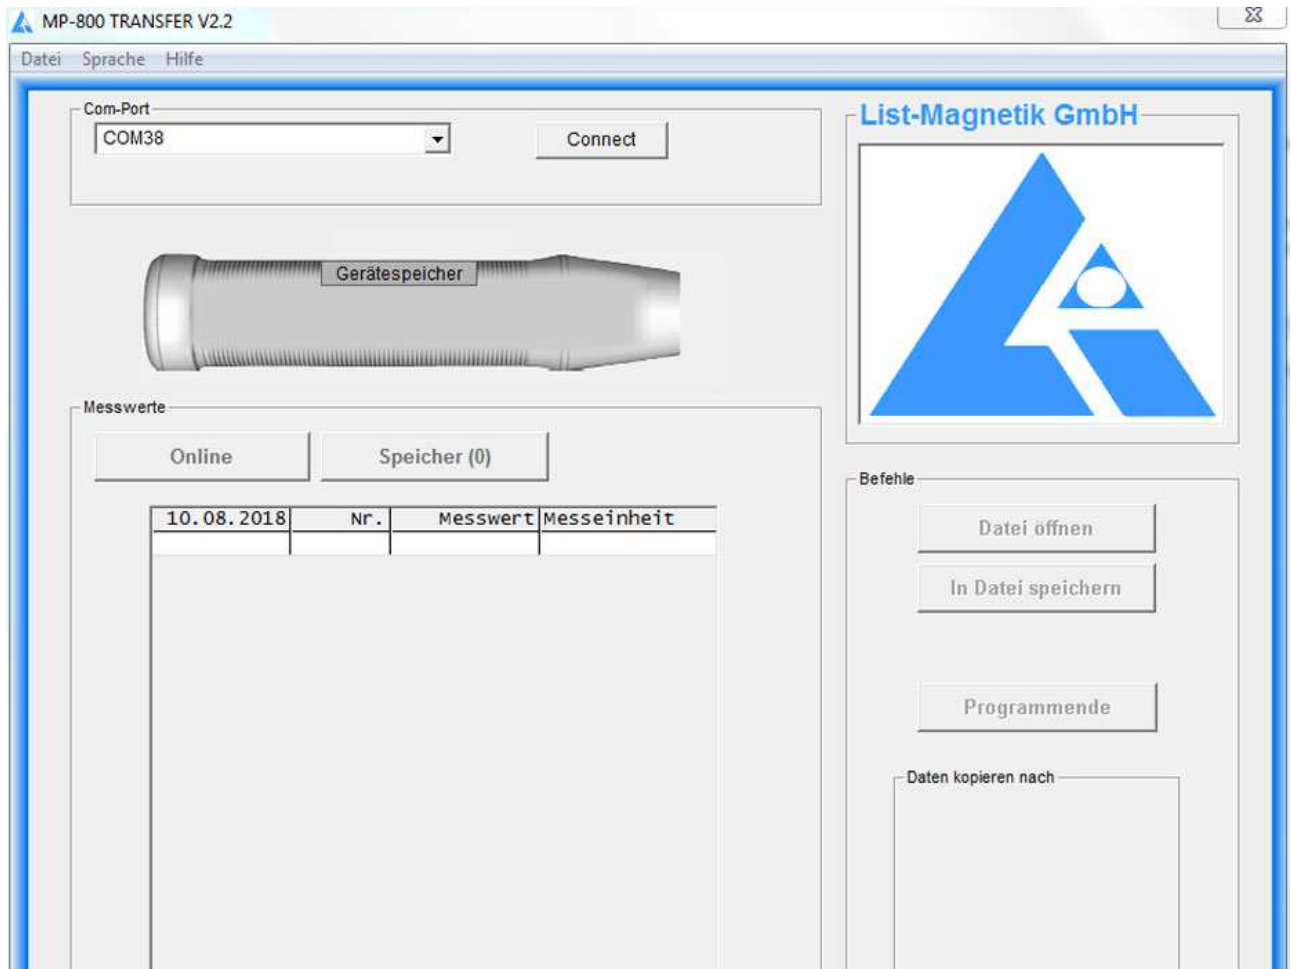 MP-800 TRANSFER V2.2
Datei Sprache Hilfe
Com-Port
COM38
Connect
List-Magnetik GmbH
Gerätespeicher
Messwerte
Online Speicher (0)
10.08.2018 Nr. Messwert Messeinheit
Befehle
Datei öffnen
In Datei speichern
Programmende
Daten kopieren nach